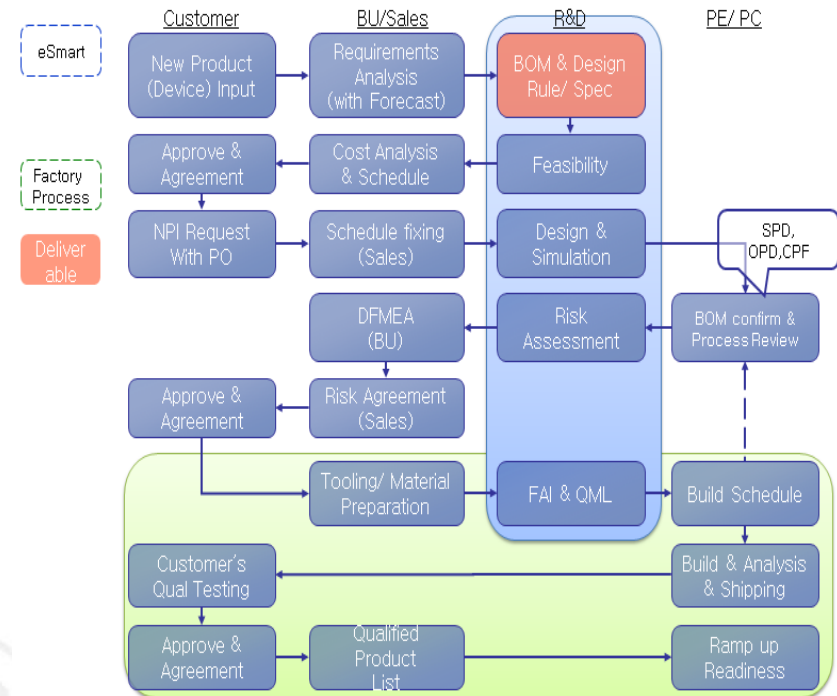 Customer
BU/Sales
R&D
PE/ PC
eSmart
New Product
(Device) Input
Requirements
Analysis
(with Forecast)
BOM & Design
Rule/ Spec
Approve &
Agreement
Cost Analysis
& Schedule
Feasibility
Factory
Process
NPI Request
With PO
Schedule fixing
(Sales)
Design &
Simulation
SPD,
OPD,CPF
Deliver
able
DFMEA
(BU)
Risk
Assessment
BOM confirm &
Process Review
Approve &
Agreement
Risk Agreement
(Sales)
Tooling/ Material
Preparation
FAI & QML
Build Schedule
Customer's
Qual Testing
Build & Analysis
& Shipping
Approve &
Agreement
Qualified
Product
List
Ramp up
Readiness